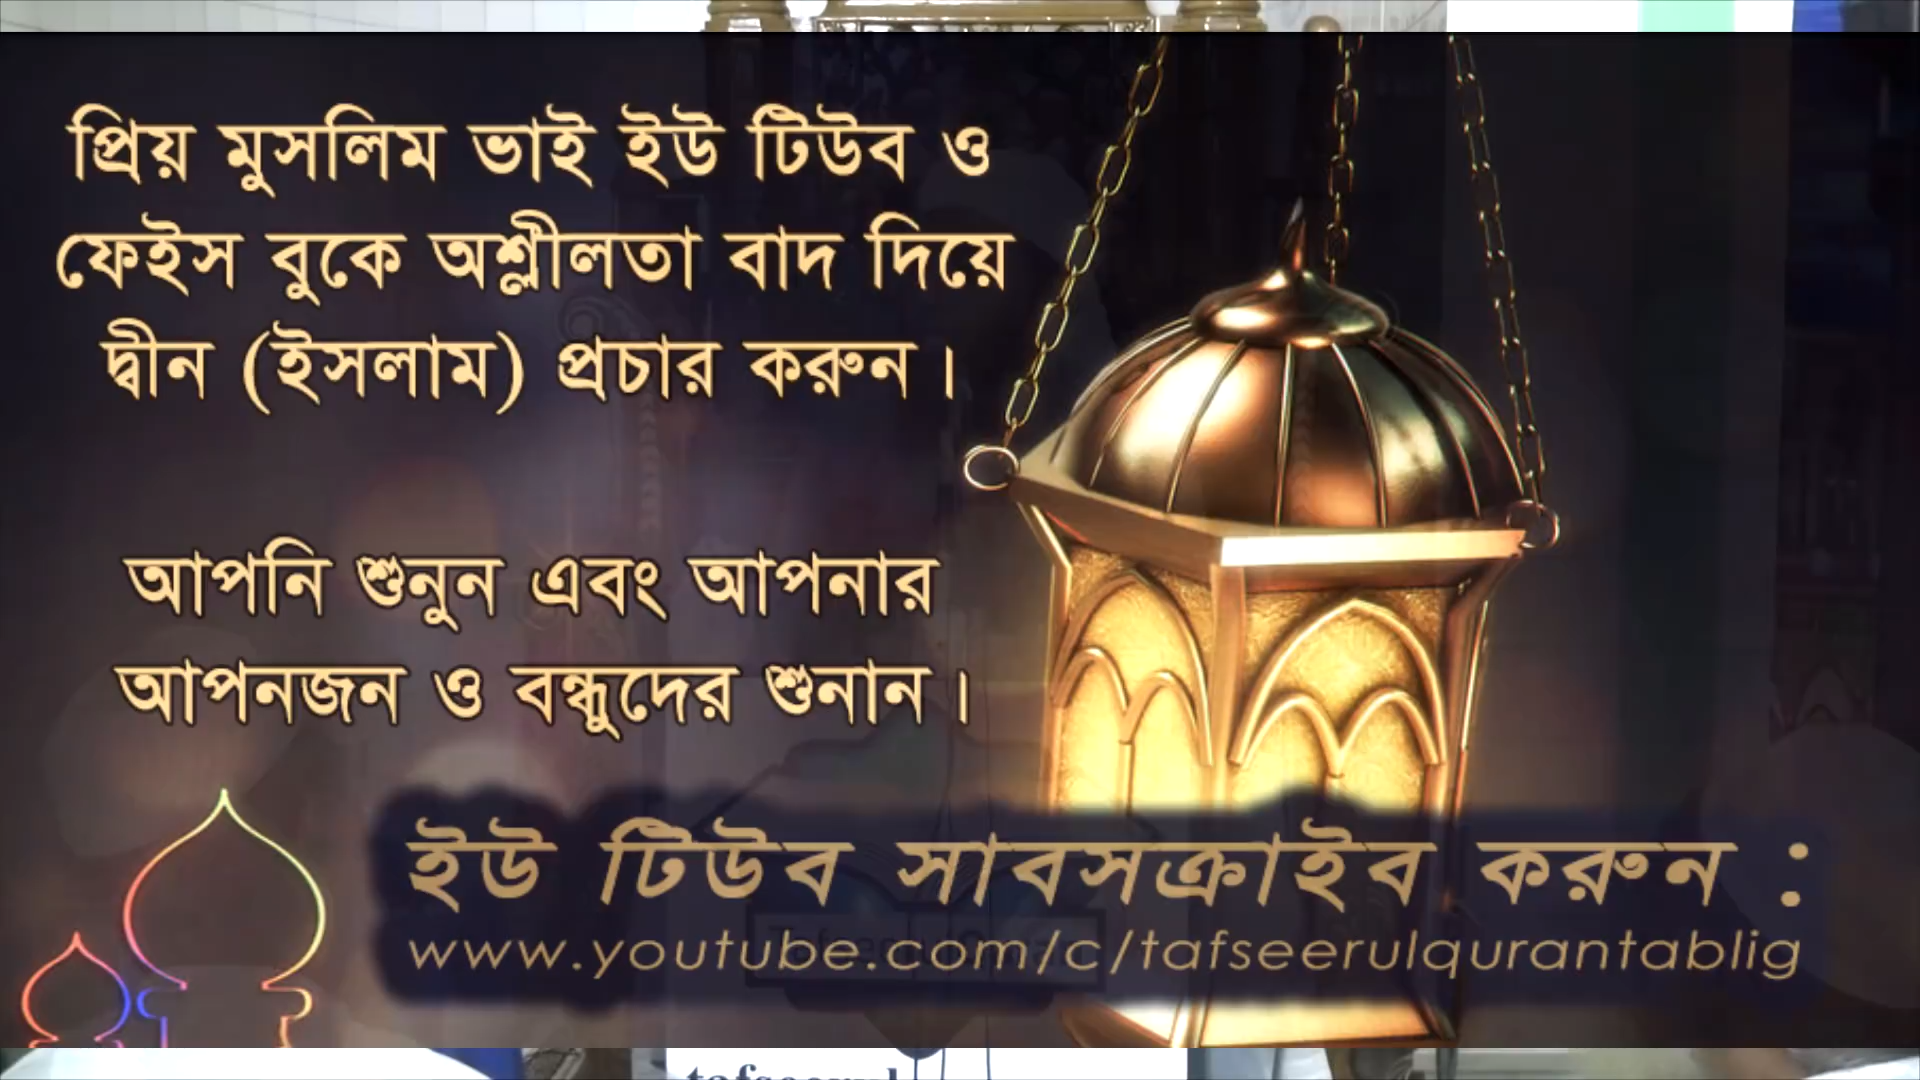 প্রিয় মুসলিম ভাই ইউ টিউব ও
ফেইস বুকে অশ্লীলতা বাদ দিয়ে
দ্বীন (ইসলাম) প্রচার করুন।
আপনি শুনুন এবং আপনার
আপনজন ও বন্ধুদের শুনান।
ইউ টিউব সাবসক্রাইব করুন :
www.youtube.com/c/tafseerulqurantablig
tafseerul